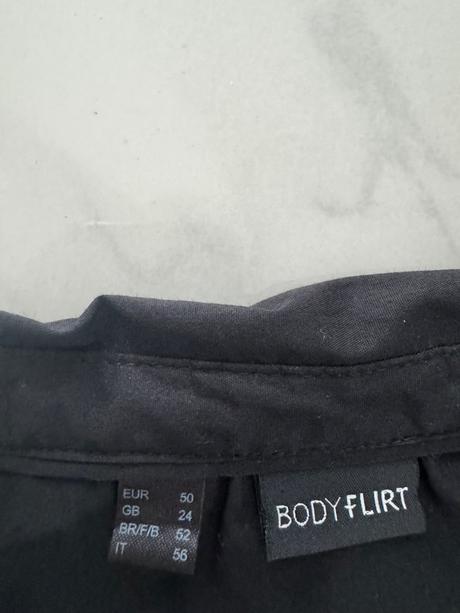 EUR 50
GB 24
BR/F/B 52
IT 56
BODYFLIRT